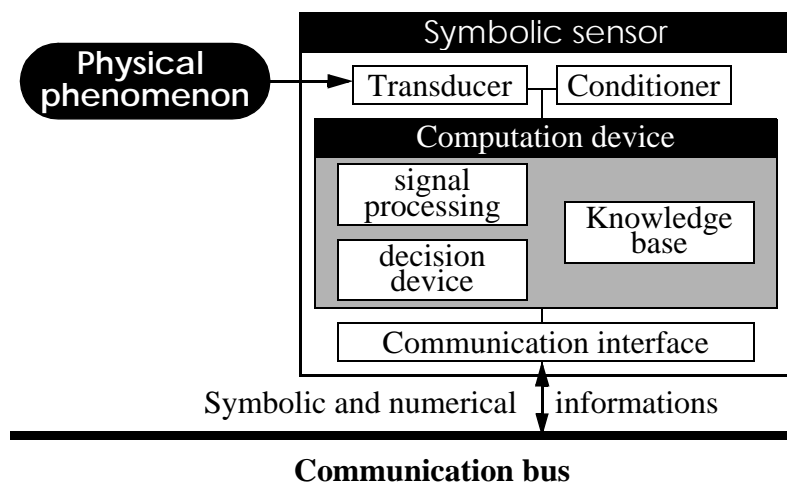 Symbolic sensor
Physical
phenomenon
Transducer
Conditioner
Computation device
signal
processing
Knowledge
base
decision
device
Communication interface
Symbolic and numerical informations
Communication bus